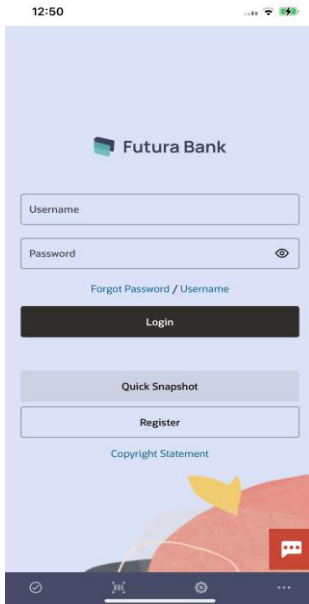 12:50
Futura Bank
Username
Password
Forgot Password / Username
Login
Quick Snapshot
Register
Copyright Statement